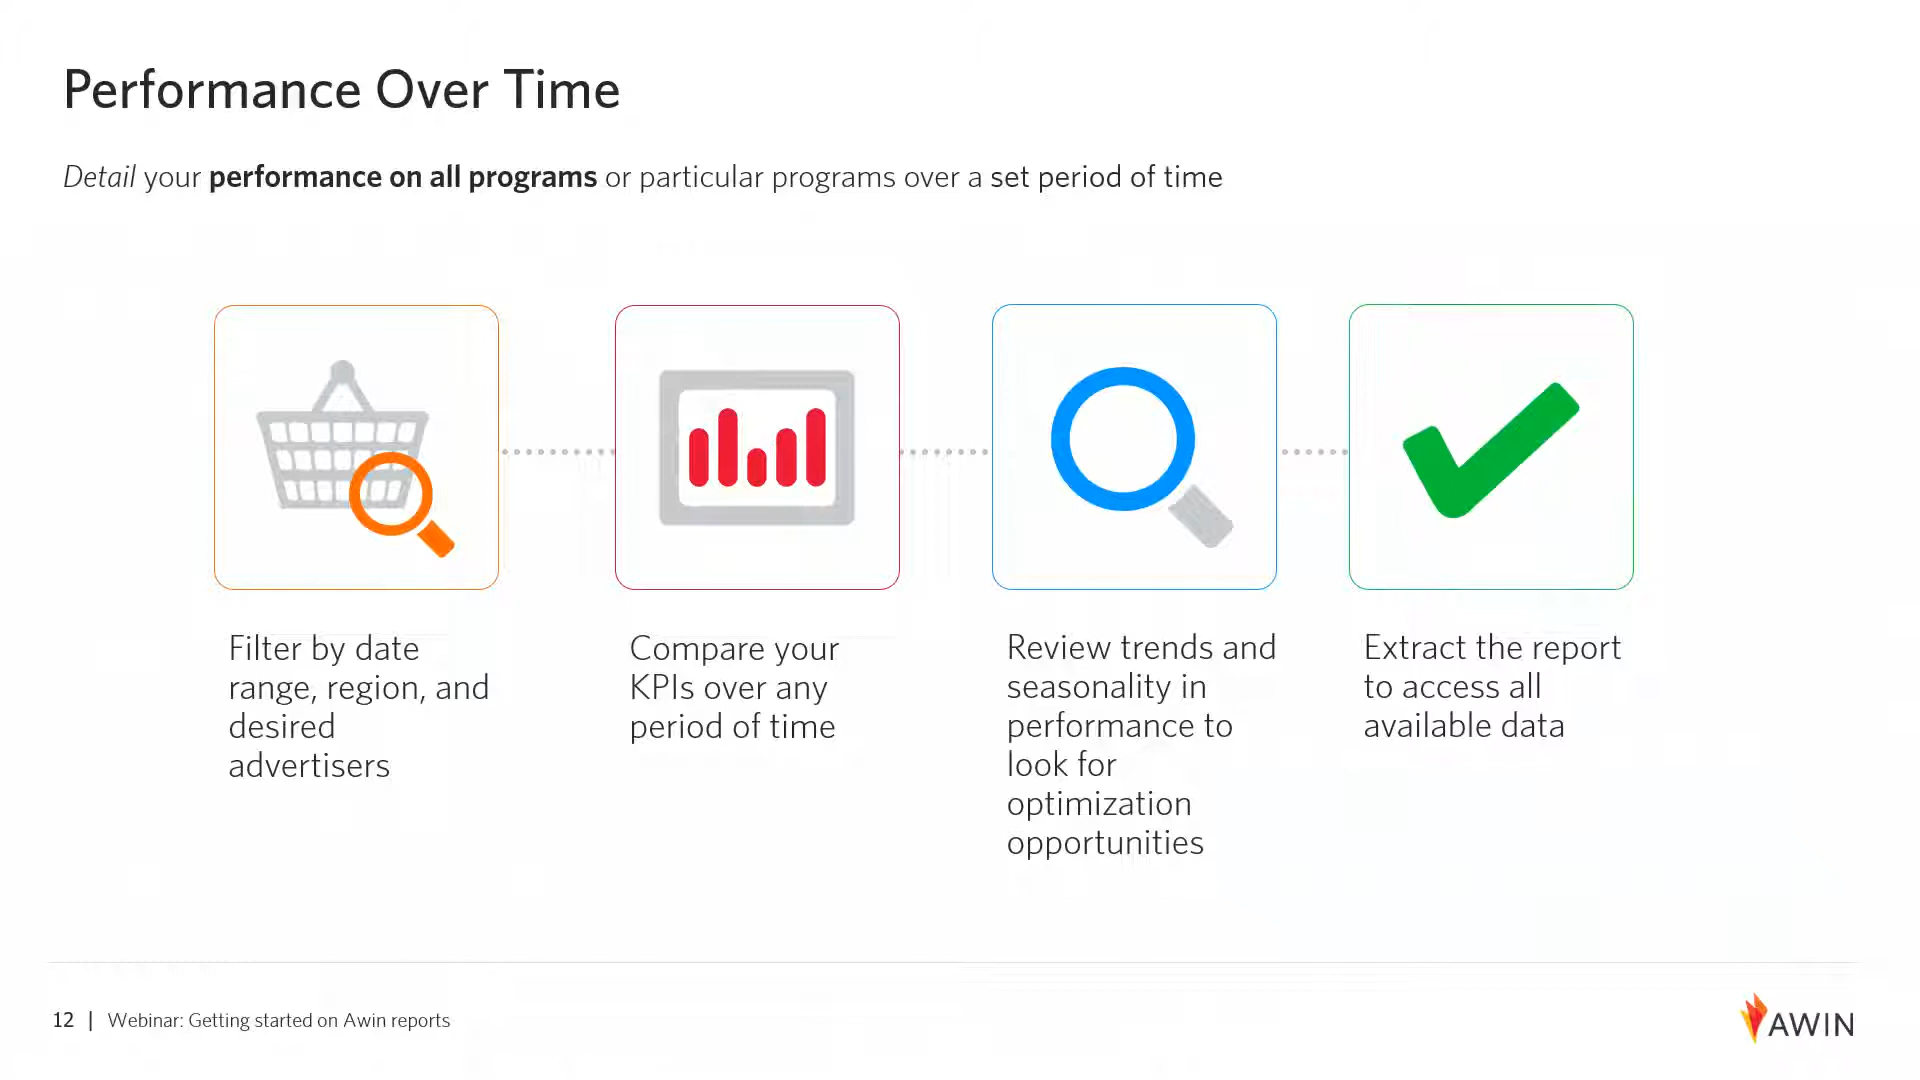 Performance Over Time
Detail your performance on all programs or particular programs over a set period of time
Filter by date
range, region, and
desired
advertisers
Compare your
KPIs over any
period of time
Review trends and
seasonality in
performance to
look for
optimization
opportunities
Extract the report
to access all
available data
12 | Webinar: Getting started on Awin reports
AWIN